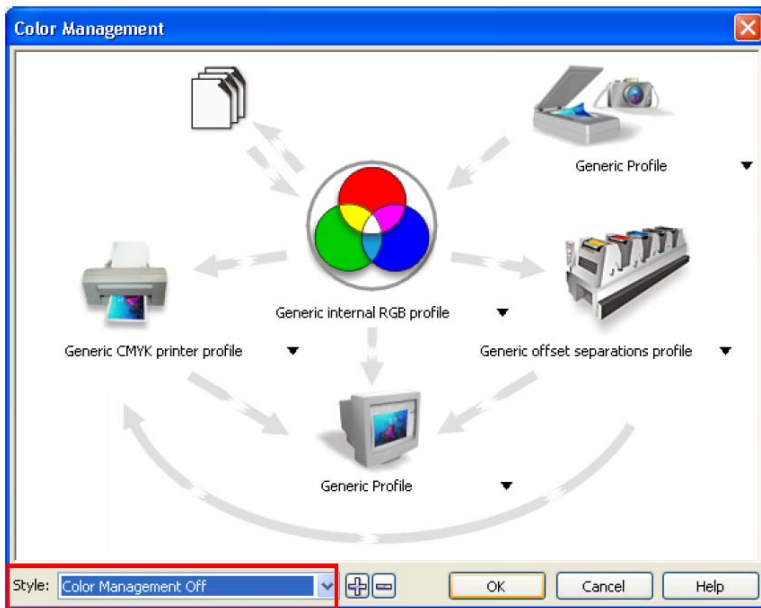 Color Management
Generic Profile
Generic internal RGB profile
Generic CMYK printer profile
Generic offset separations profile
Generic Profile
Style: Color Management Off
OK Cancel Help